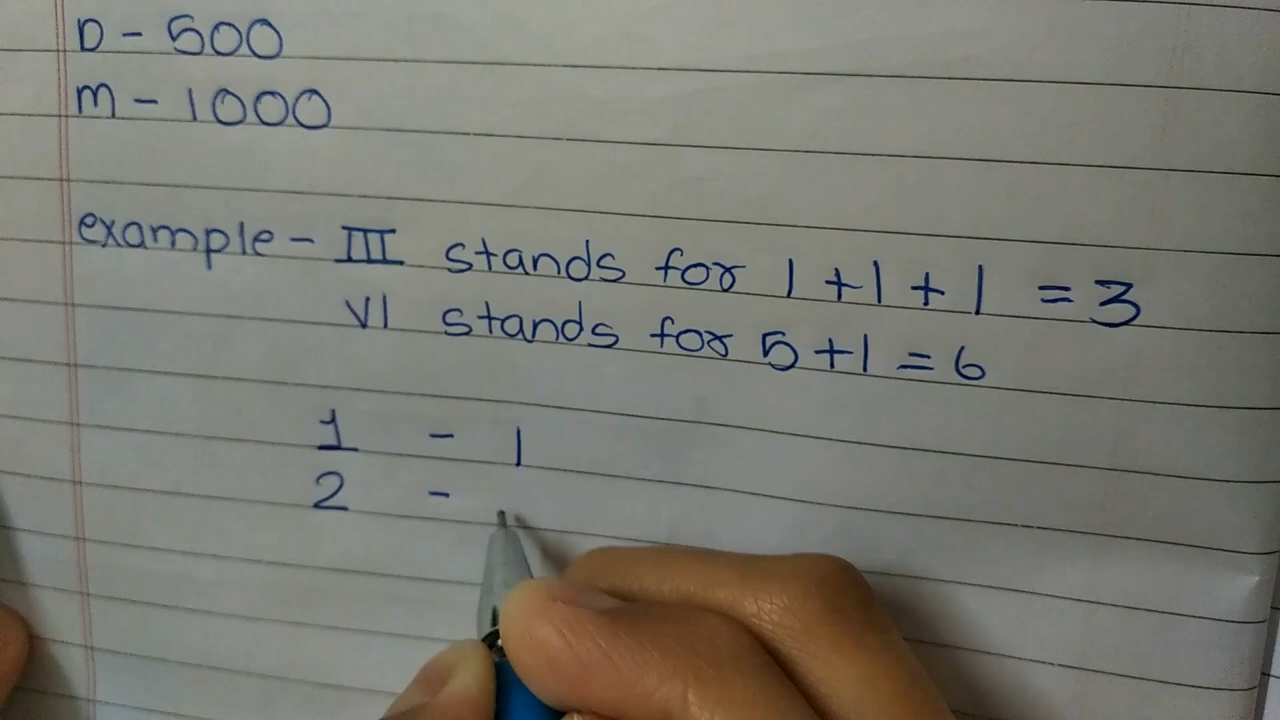 D - 500
m - 1000
example - III stands for 1 + 1 + 1 = 3
VI stands for 5 + 1 = 6
1 - I
2 -